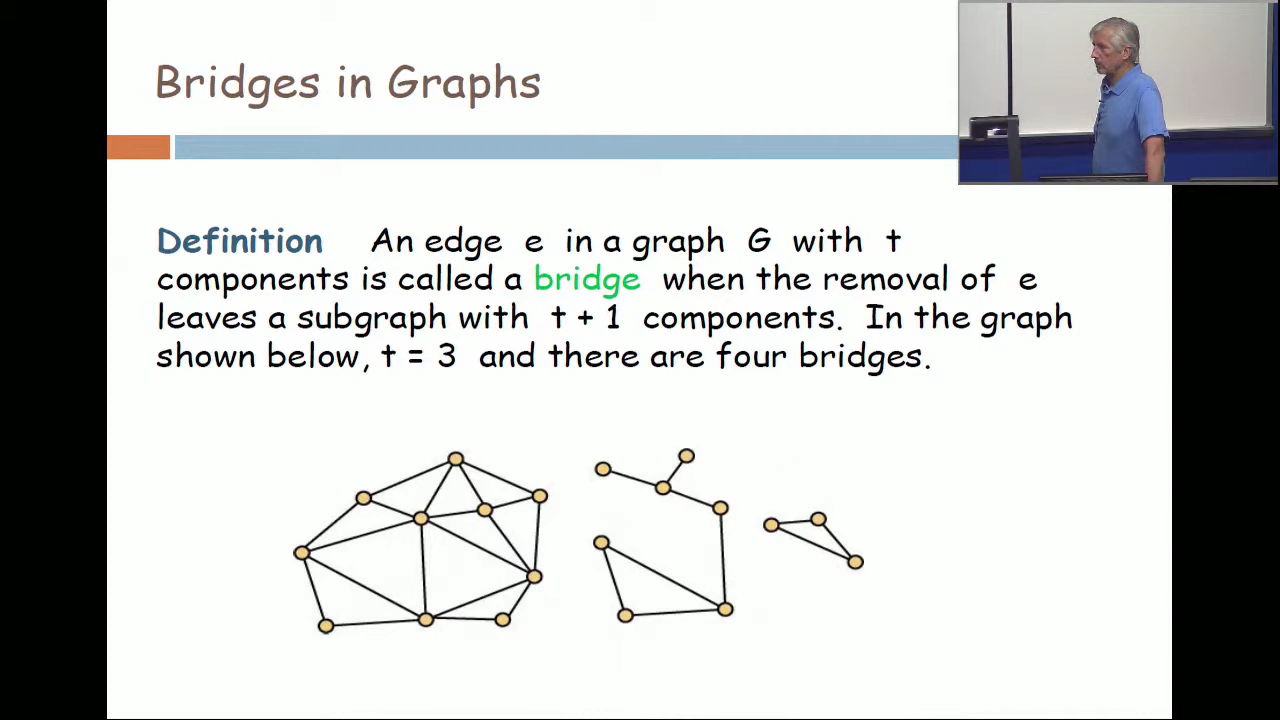 Bridges in Graphs
Definition An edge e in a graph G with t
components is called a bridge when the removal of e
leaves a subgraph with t + 1 components. In the graph
shown below, t = 3 and there are four bridges.